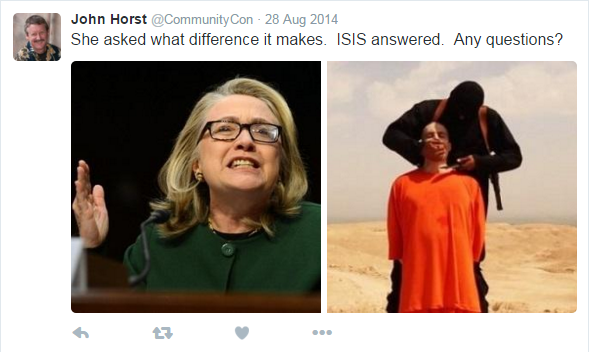 John Horst @CommunityCon · 28 Aug 2014
She asked what difference it makes.  ISIS answered.  Any questions?